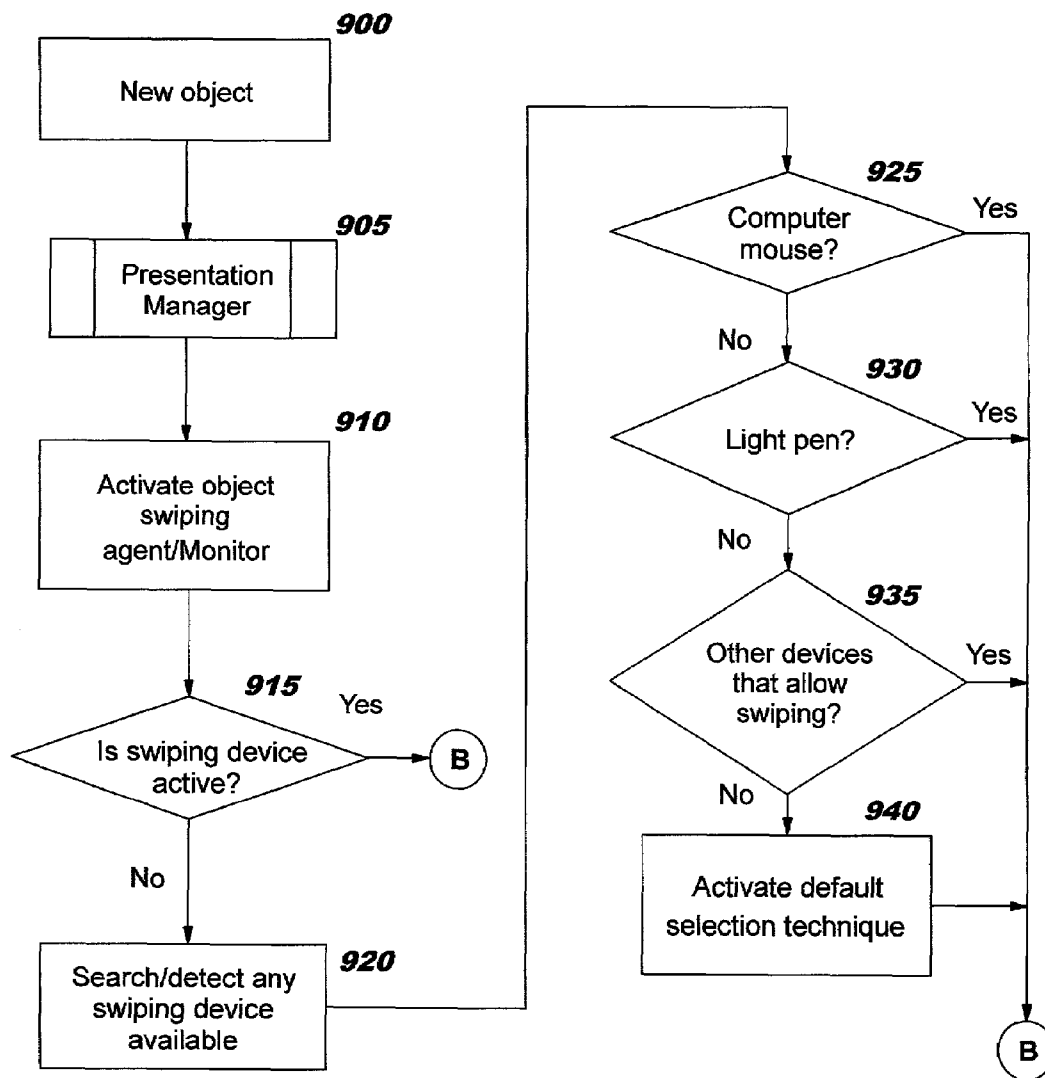 900
New object
905
Presentation
Manager
910
Activate object
swiping
agent/Monitor
915
Yes
Is swiping device
active?
B
No
920
Search/detect any
swiping device
available
925
Computer
mouse?
Yes
No
930
Light pen?
Yes
No
935
Other devices
that allow
swiping?
Yes
No
940
Activate default
selection technique
B